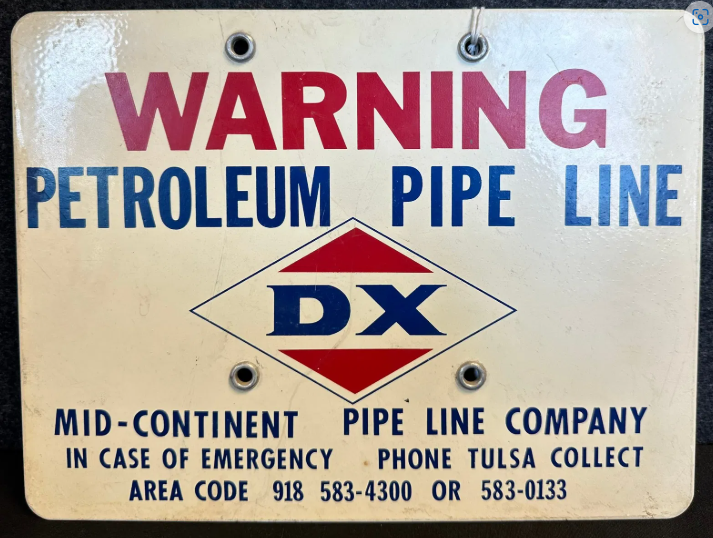 WARNING
PETROLEUM PIPE LINE
DX
MID-CONTINENT PIPE LINE COMPANY
IN CASE OF EMERGENCY PHONE TULSA COLLECT
AREA CODE 918 583-4300 OR 583-0133